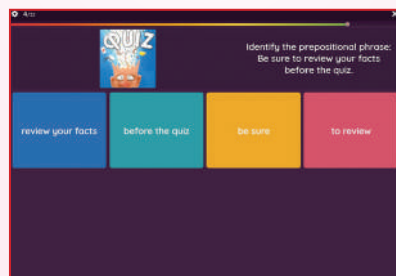 QUIZ
Identify the prepositional phrase:
Be sure to review your facts
before the quiz.
review your facts
before the quiz
be sure
to review